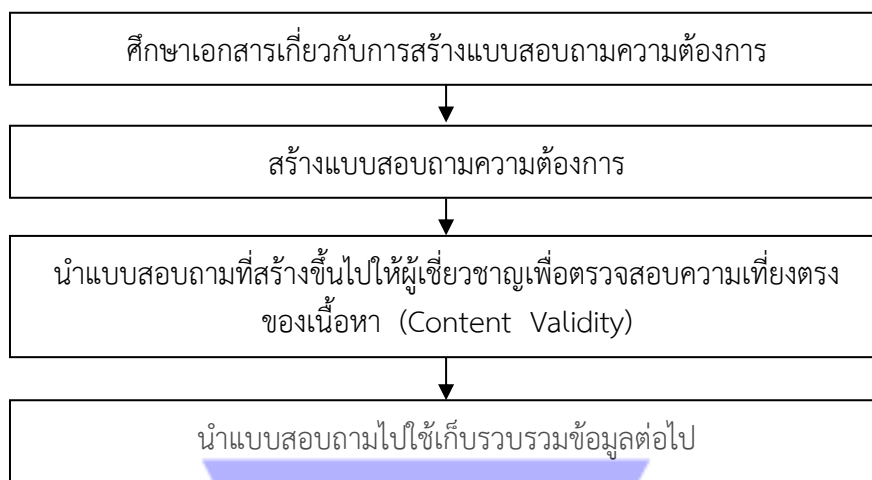 ศึกษาเอกสารเกี่ยวกับการสร้างแบบสอบถามความต้องการ
สร้างแบบสอบถามความต้องการ
นำแบบสอบถามที่สร้างขึ้นไปให้ผู้เชี่ยวชาญเพื่อตรวจสอบความเที่ยงตรง
ของเนื้อหา (Content Validity)
นำแบบสอบถามไปใช้เก็บรวบรวมข้อมูลต่อไป